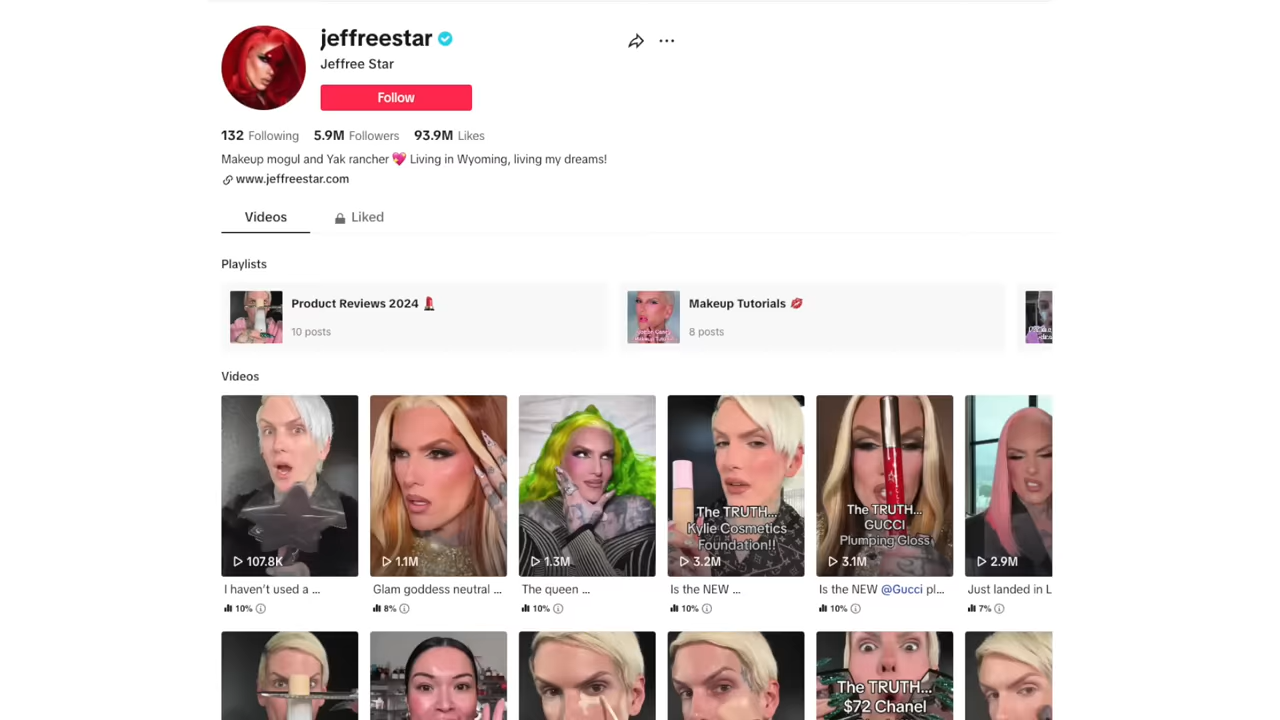 jeffreestar
Jeffree Star
Follow
132 Following 5.9M Followers 93.9M Likes
Makeup mogul and Yak rancher 💖 Living in Wyoming, living my dreams!
www.jeffreestar.com
Videos Liked
Playlists
Product Reviews 2024 💄
10 posts
Makeup Tutorials 💋
8 posts
Videos
107.8K
1.1M
1.3M
The TRUTH...
Kylie Cosmetics
Foundation!!
3.2M
The TRUTH...
GUCCI
Plumping Gloss
3.1M
2.9M
I haven't used a ...
Glam goddess neutral ...
The queen ...
Is the NEW ...
Is the NEW @Gucci pl...
Just landed in L
10%
8%
10%
10%
10%
7%
The TRUTH...
$72 Chanel